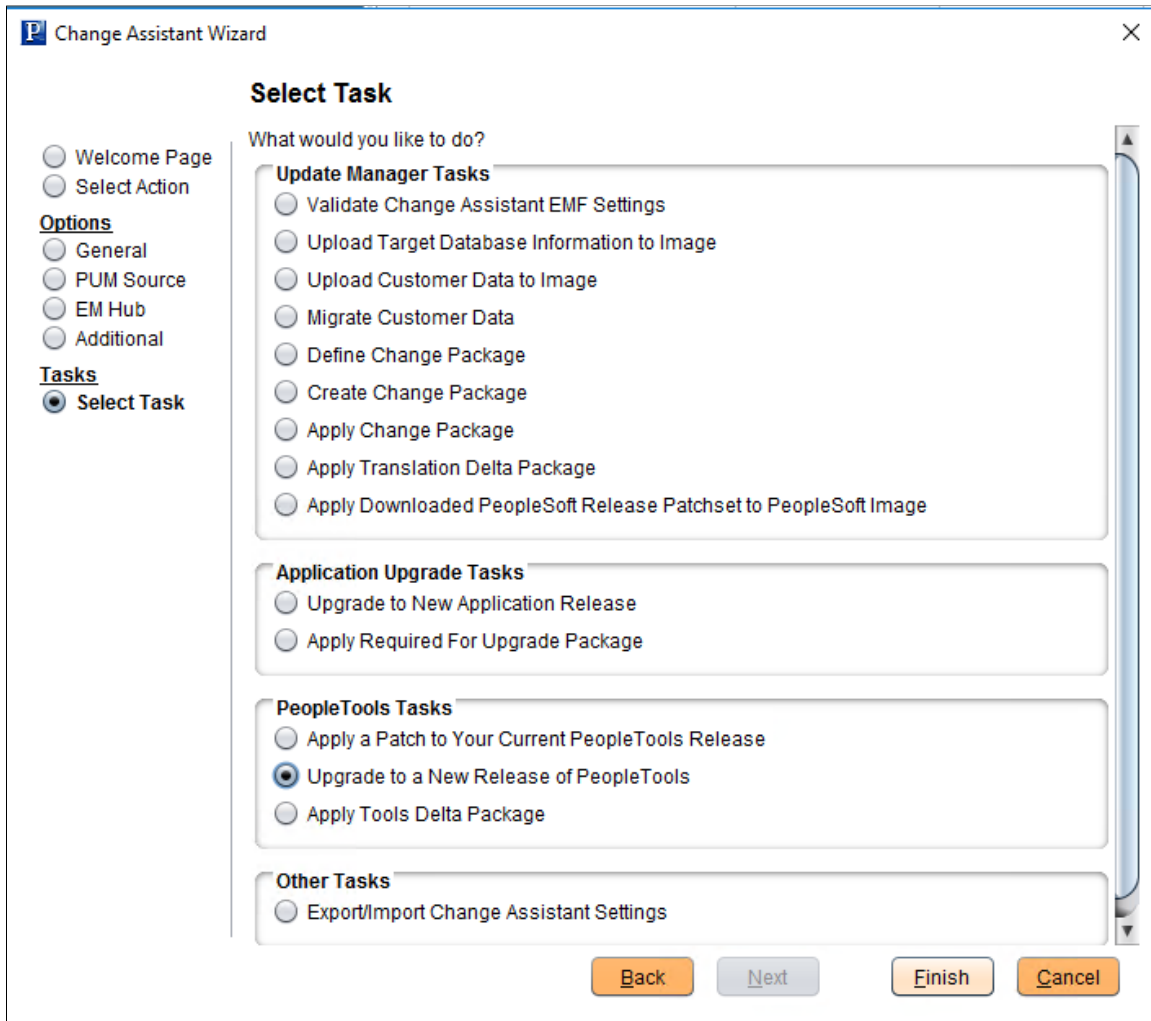 P Change Assistant Wizard
Select Task
Welcome Page
Select Action
Options
General
PUM Source
EM Hub
Additional
Tasks
Select Task
What would you like to do?
Update Manager Tasks
Validate Change Assistant EMF Settings
Upload Target Database Information to Image
Upload Customer Data to Image
Migrate Customer Data
Define Change Package
Create Change Package
Apply Change Package
Apply Translation Delta Package
Apply Downloaded PeopleSoft Release Patchset to PeopleSoft Image
Application Upgrade Tasks
Upgrade to New Application Release
Apply Required For Upgrade Package
PeopleTools Tasks
Apply a Patch to Your Current PeopleTools Release
Upgrade to a New Release of PeopleTools
Apply Tools Delta Package
Other Tasks
Export/Import Change Assistant Settings
Back Next Finish Cancel